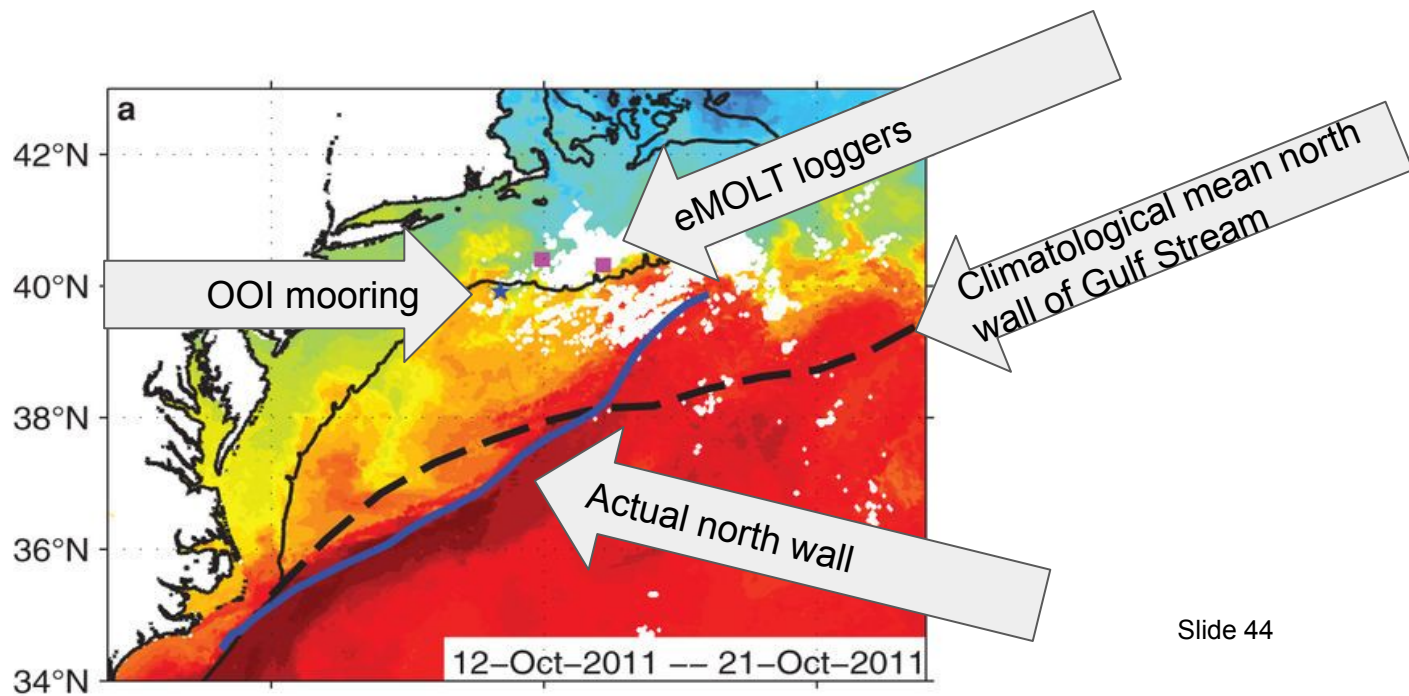 a
42°N
eMOLT loggers
Climatological mean north
wall of Gulf Stream
40°N
OOI mooring
38°N
Actual north wall
36°N
Slide 44
12–Oct–2011 –– 21–Oct–2011
34°N